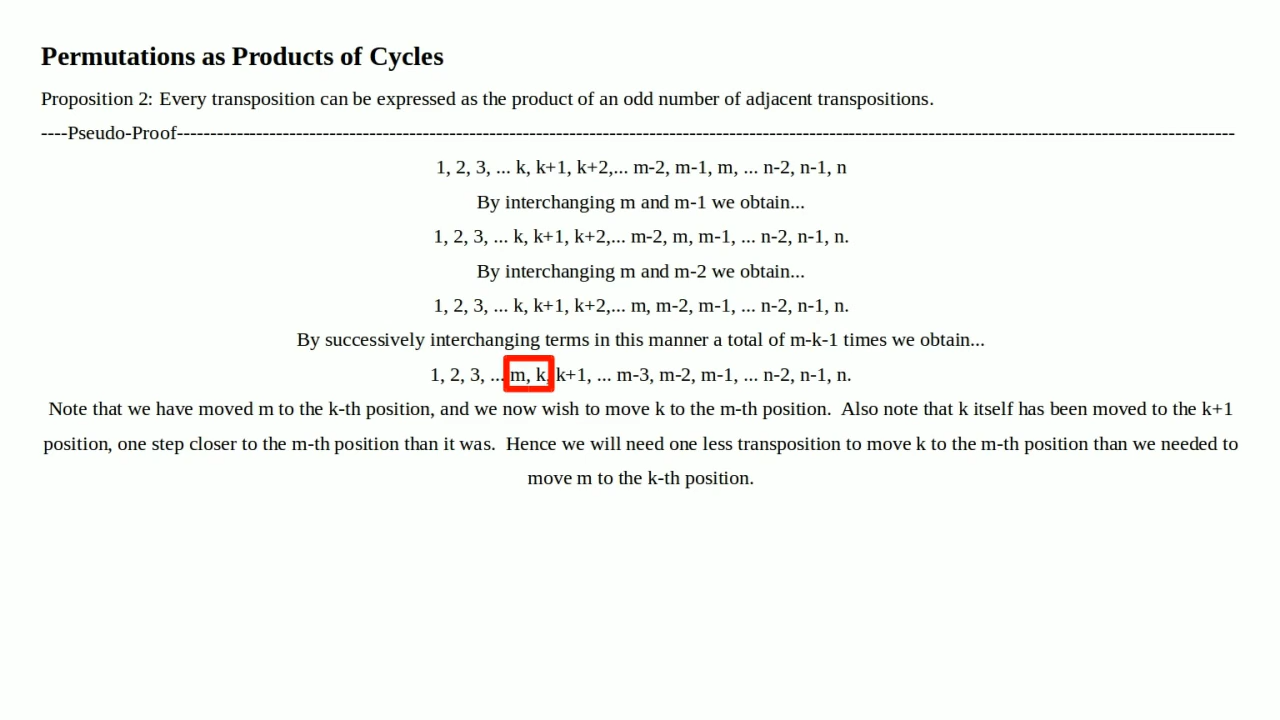 Permutations as Products of Cycles
Proposition 2: Every transposition can be expressed as the product of an odd number of adjacent transpositions.
----Pseudo-Proof--------------------------------------------------------------------------------------------------------------------------------------------------------------------
1, 2, 3, ... k, k+1, k+2,... m-2, m-1, m, ... n-2, n-1, n
By interchanging m and m-1 we obtain...
1, 2, 3, ... k, k+1, k+2,... m-2, m, m-1, ... n-2, n-1, n.
By interchanging m and m-2 we obtain...
1, 2, 3, ... k, k+1, k+2,... m, m-2, m-1, ... n-2, n-1, n.
By successively interchanging terms in this manner a total of m-k-1 times we obtain...
1, 2, 3, ... m, k, k+1, ... m-3, m-2, m-1, ... n-2, n-1, n.
Note that we have moved m to the k-th position, and we now wish to move k to the m-th position.  Also note that k itself has been moved to the k+1
position, one step closer to the m-th position than it was.  Hence we will need one less transposition to move k to the m-th position than we needed to
move m to the k-th position.